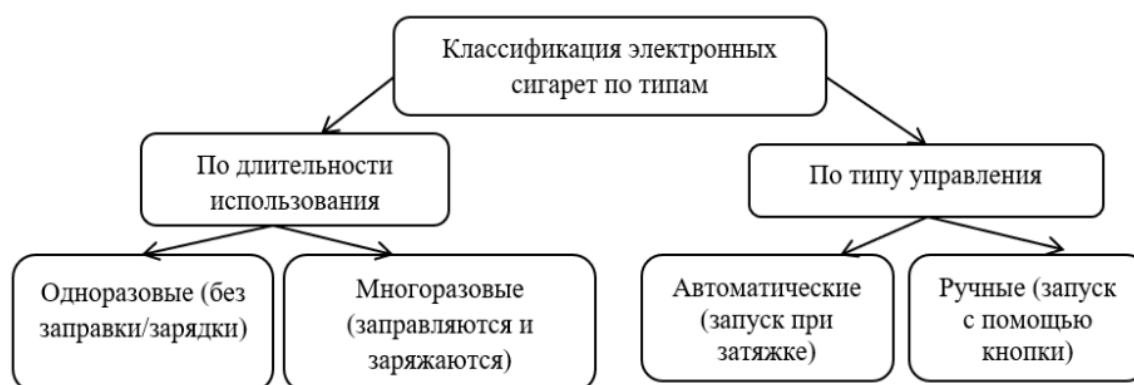 Классификация электронных
сигарет по типам
По длительности
использования
По типу управления
Одноразовые (без
заправки/зарядки)
Многоразовые
(заправляются и
заряжаются)
Автоматические
(запуск при
затяжке)
Ручные (запуск
с помощью
кнопки)